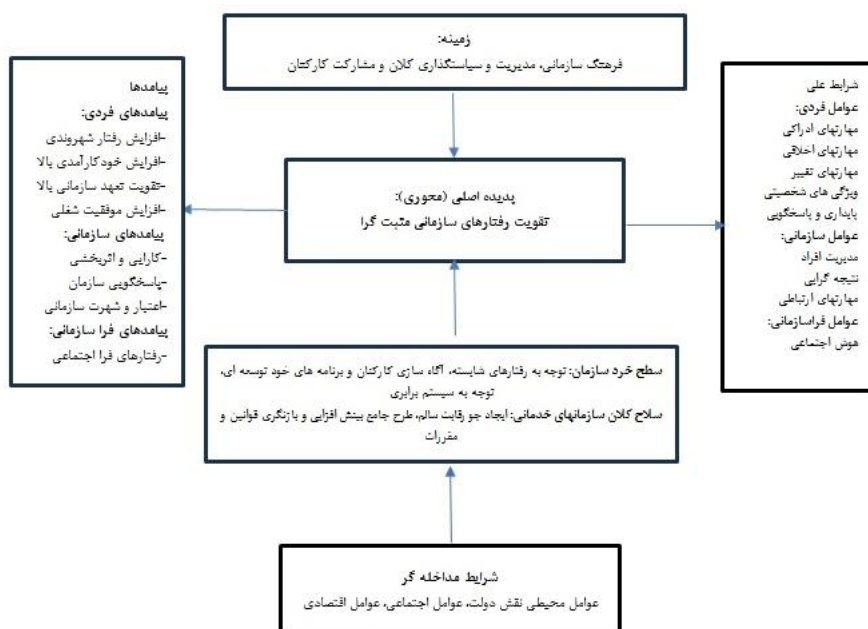 زمینه:
فرهنگ سازمانی، مدیریت و سیاستگذاری کلان و مشارکت کارکنان
شرایط علی
عوامل فردی:
مهارتهای ادراکی
مهارتهای اخلاقی
مهارتهای تغییر
ویژگی های شخصیتی
پایداری و پاسخگویی
عوامل سازمانی:
مدیریت افراد
نتیجه گرایی
مهارتهای ارتباطی
عوامل فراسازمانی:
هوش اجتماعی
پدیده اصلی (محوری):
تقویت رفتارهای سازمانی مثبت گرا
پیامدها
پیامدهای فردی:
-افزایش رفتار شهروندی
-افزایش خودکارآمدی بالا
-تقویت تعهد سازمانی بالا
-افزایش موفقیت شغلی
پیامدهای سازمانی:
-کارایی و اثربخشی
-پاسخگویی سازمان
-اعتبار و شهرت سازمانی
پیامدهای فرا سازمانی:
-رفتارهای فرا اجتماعی
سطح خرد سازمان: توجه به رفتارهای شایسته، آگاه سازی کارکنان و برنامه های خود توسعه ای،
توجه به سیستم برابری
سلاح کلان سازمانهای خدماتی: ایجاد جو رقابت سالم، طرح جامع بینش افزایی و بازنگری قوانین و
مقررات
شرایط مداخله گر
عوامل محیطی نقش دولت، عوامل اجتماعی، عوامل اقتصادی